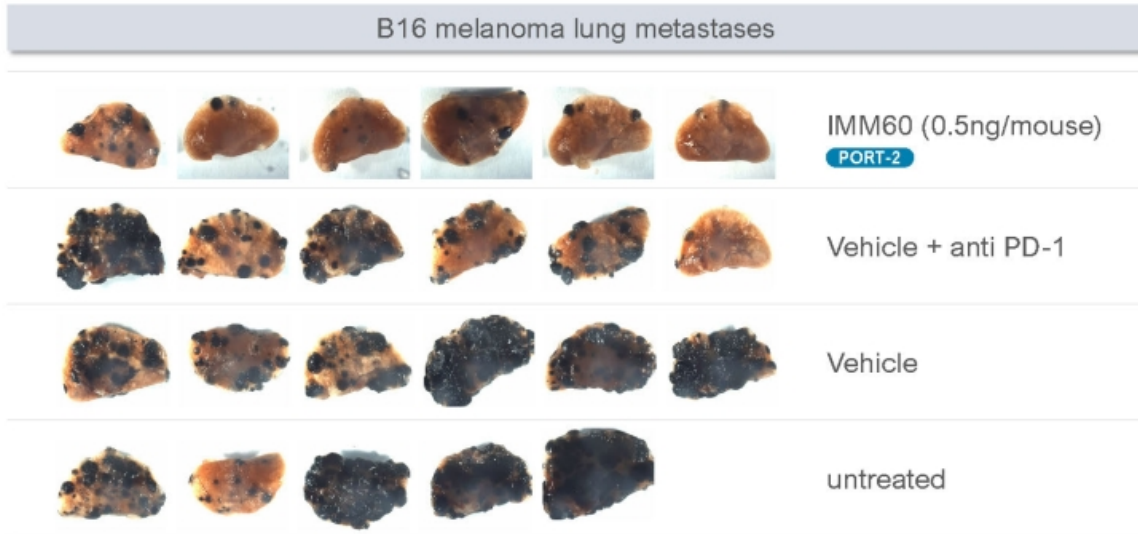 B16 melanoma lung metastases
IMM60 (0.5ng/mouse)
PORT-2
Vehicle + anti PD-1
Vehicle
untreated